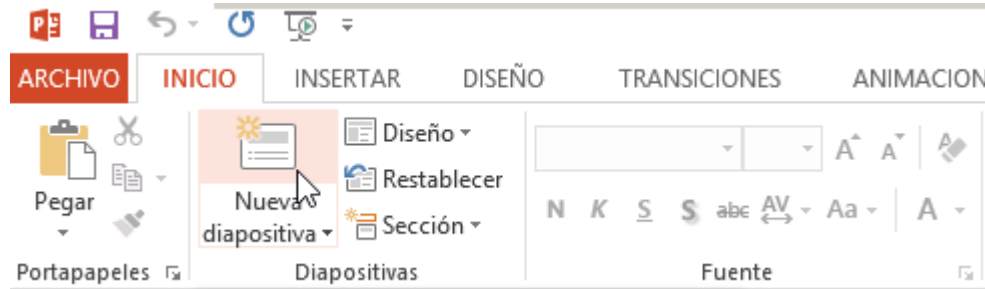 ARCHIVO INICIO INSERTAR DISEÑO TRANSICIONES ANIMACION
Pegar
Nueva
diapositiva
Diseño
Restablecer
Sección
N K S S abc AV Aa A
A A A
Portapapeles Diapositivas Fuente